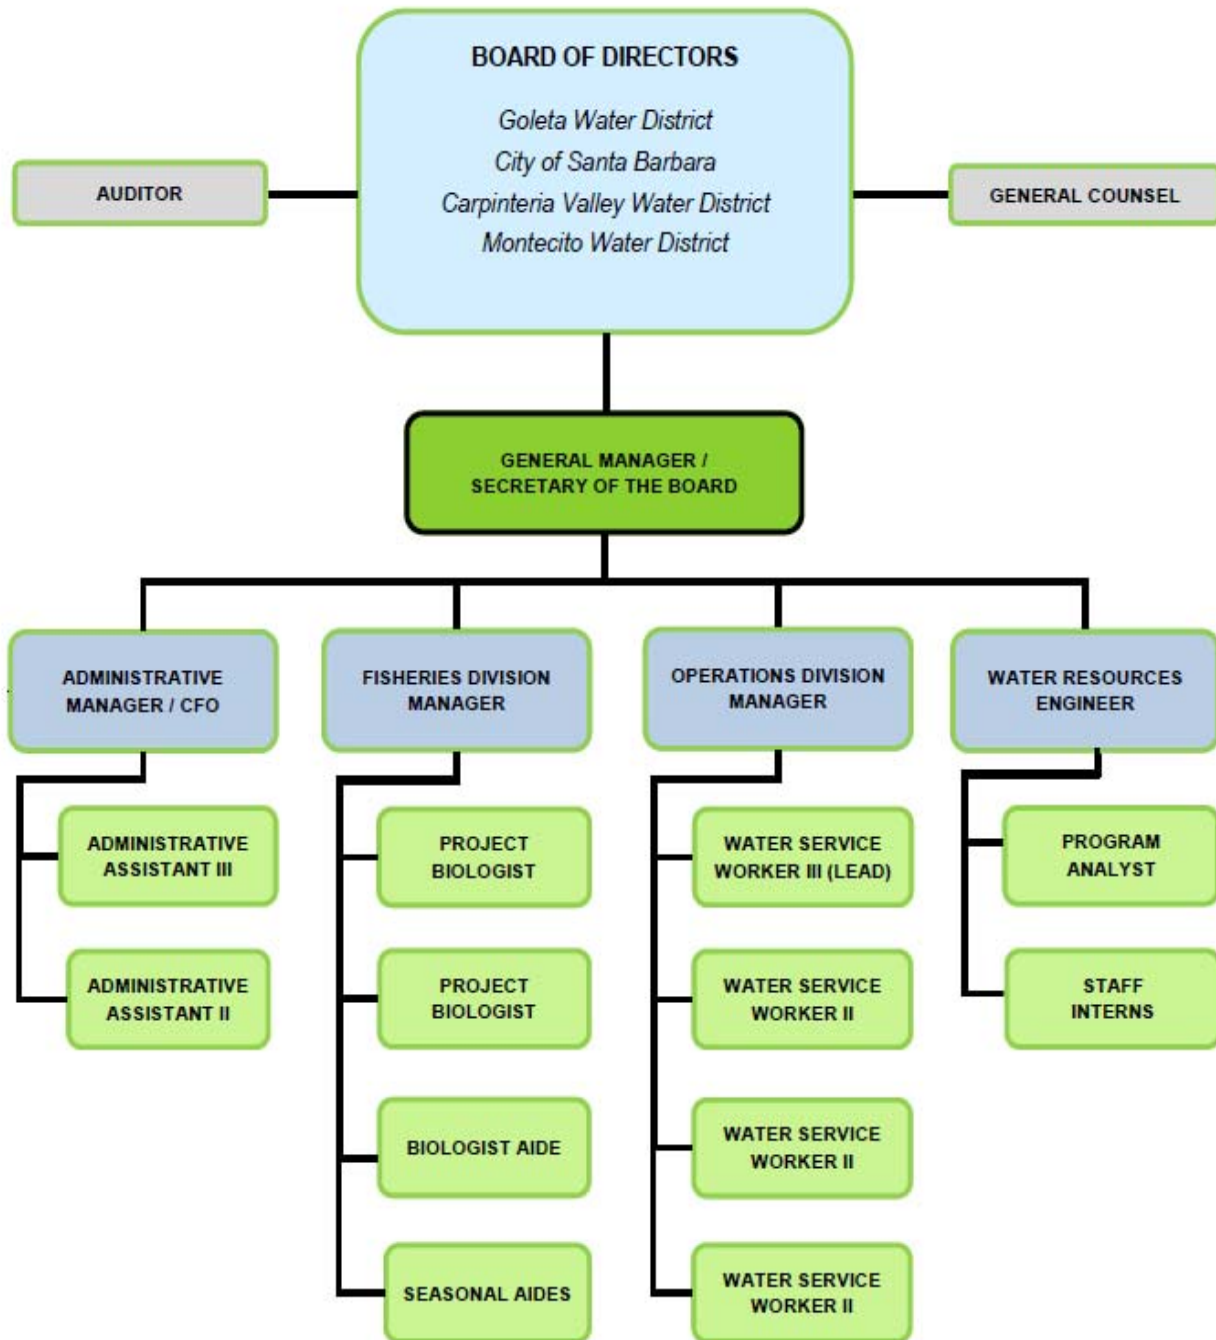 BOARD OF DIRECTORS
Goleta Water District
City of Santa Barbara
Carpinteria Valley Water District
Montecito Water District
AUDITOR
GENERAL COUNSEL
GENERAL MANAGER /
SECRETARY OF THE BOARD
ADMINISTRATIVE
MANAGER / CFO
FISHERIES DIVISION
MANAGER
OPERATIONS DIVISION
MANAGER
WATER RESOURCES
ENGINEER
ADMINISTRATIVE
ASSISTANT III
ADMINISTRATIVE
ASSISTANT II
PROJECT
BIOLOGIST
PROJECT
BIOLOGIST
BIOLOGIST AIDE
SEASONAL AIDES
WATER SERVICE
WORKER III (LEAD)
WATER SERVICE
WORKER II
WATER SERVICE
WORKER II
WATER SERVICE
WORKER II
PROGRAM
ANALYST
STAFF
INTERNS